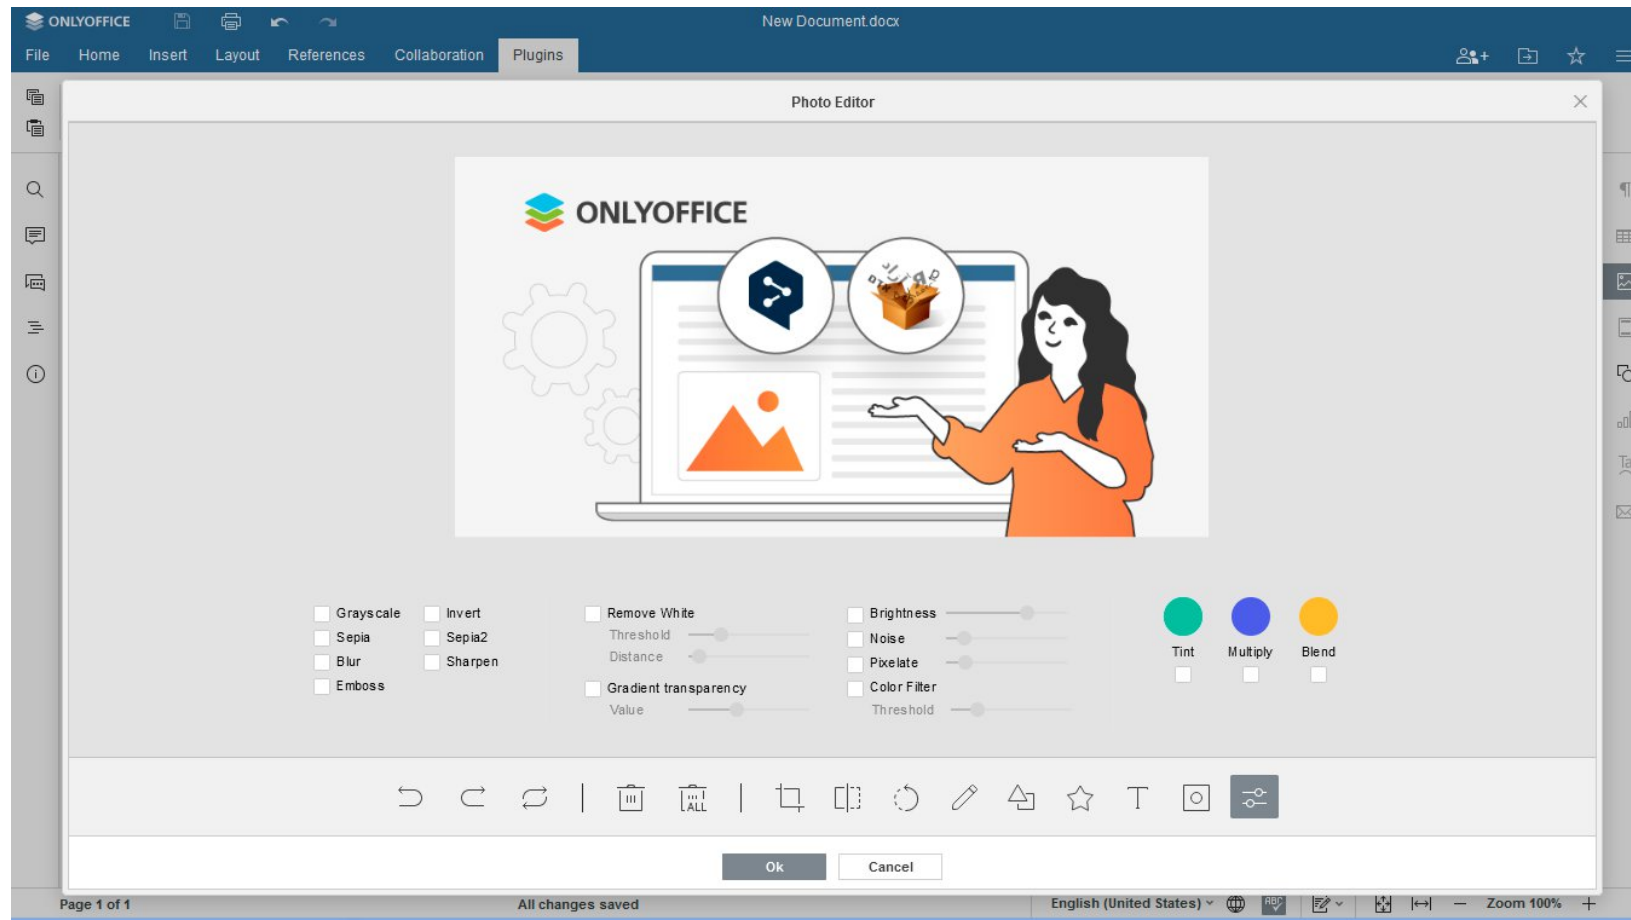 ONLYOFFICE
New Document.docx
File Home Insert Layout References Collaboration Plugins
Photo Editor
ONLYOFFICE
Grayscale Invert Remove White Brightness
Sepia Sepia2 Threshold Noise
Blur Sharpen Distance Pixelate
Emboss Gradient transparency Color Filter
Value Threshold
Tint Multiply Blend
ALL
T
Ok Cancel
Page 1 of 1 All changes saved English (United States) ABC Zoom 100%